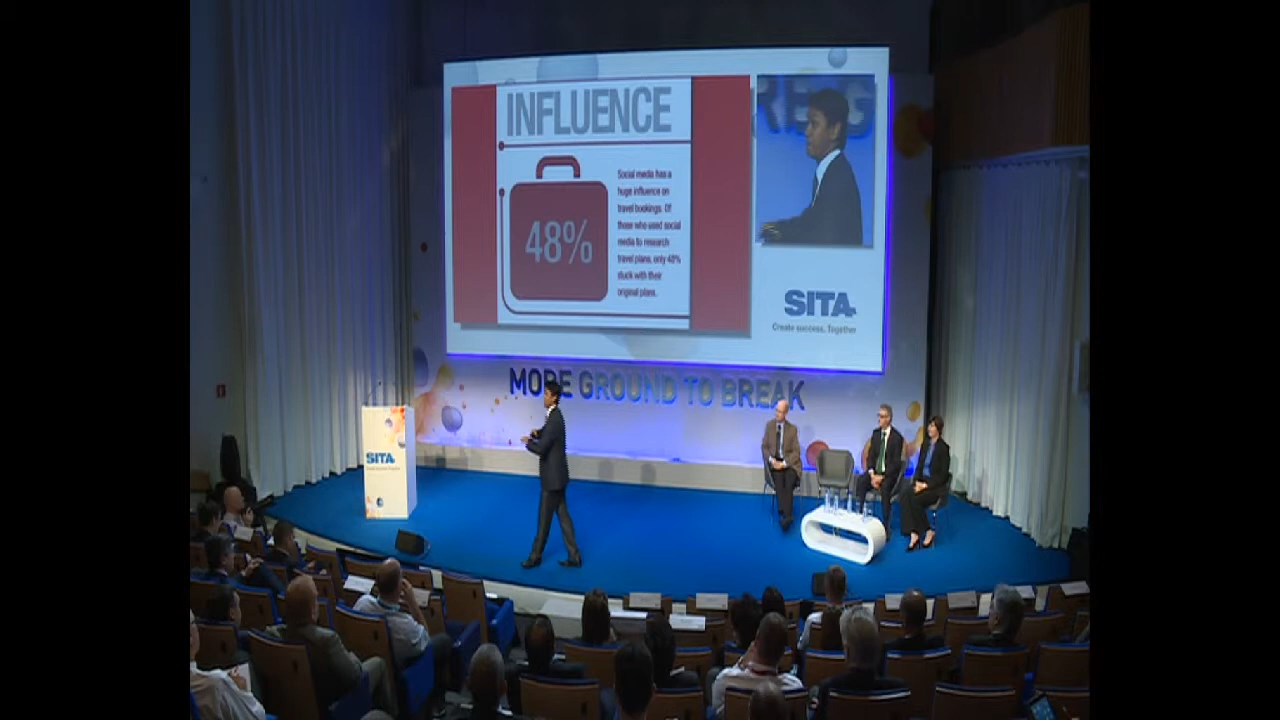 INFLUENCE
Social media has a
huge influence on
travel bookings. Of
those who used social
media to research
travel plans, only 48%
stuck with their
original plans.
48%
SITA
Create success. Together
MORE GROUND TO BREAK
SITA